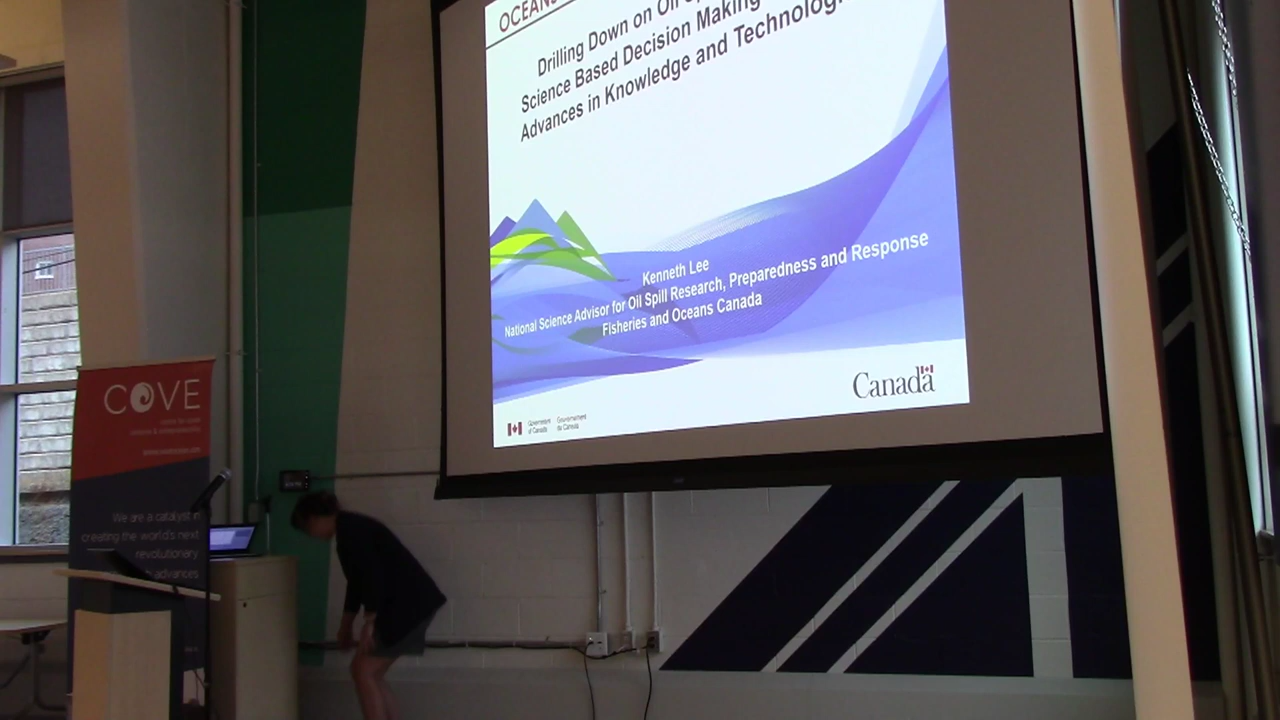 OCEANS
Drilling Down on Oil
Science Based Decision Making
Advances in Knowledge and Technolog
Kenneth Lee
National Science Advisor for Oil Spill Research, Preparedness and Response
Fisheries and Oceans Canada
Canada
Government
of Canada
Gouvernement
du Canada
COVE
We are a catalyst
creating the world's next
revolutionary
advances